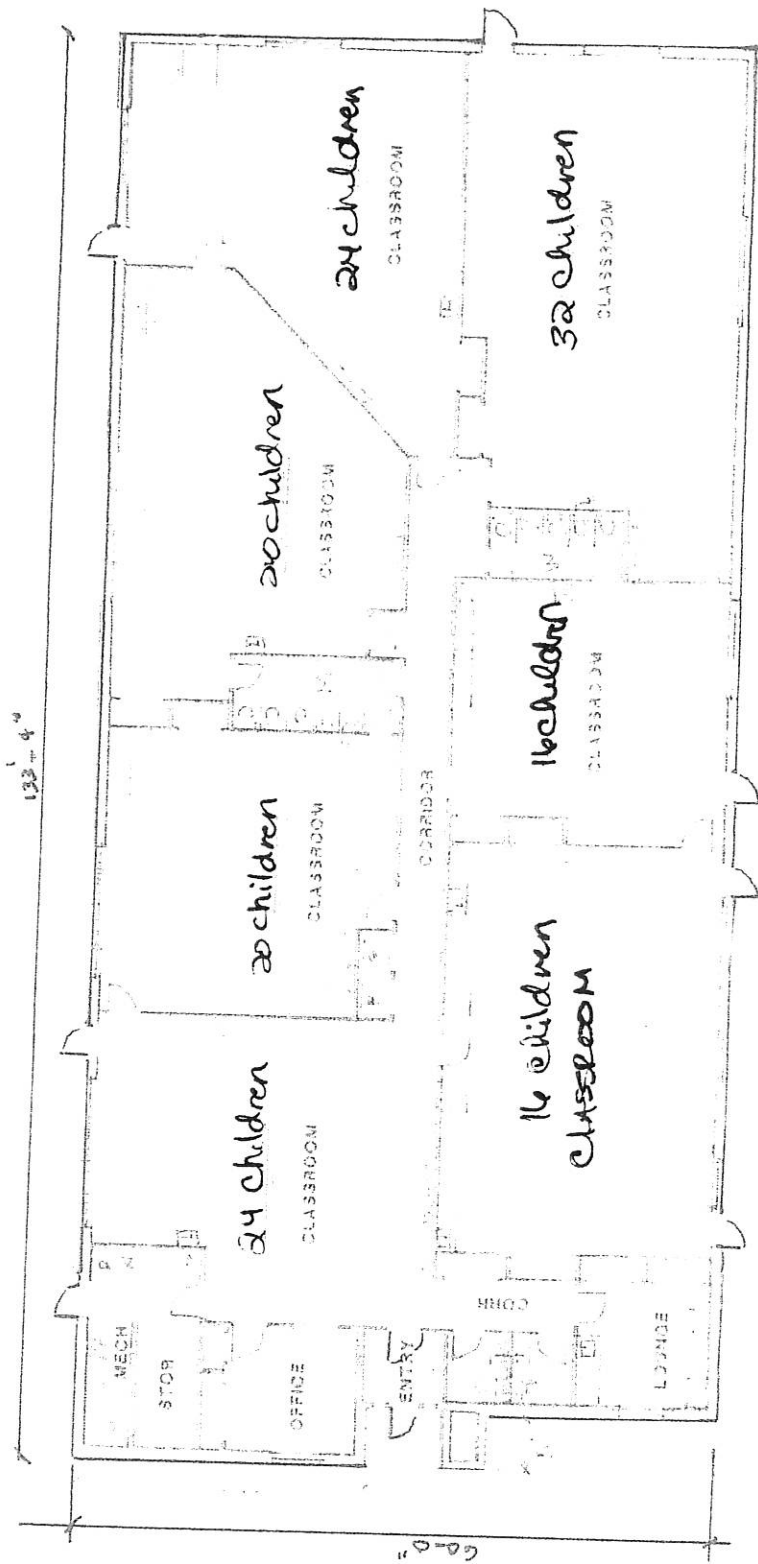 133'-4"
24 children
CLASSROOM
20 children
CLASSROOM
20 children
CLASSROOM
24 children
CLASSROOM
MECH
STOR
OFFICE
ENTRY
CORRIDOR
CORR
LOUNGE
16 children
CLASSROOM
16 children
CLASSROOM
32 children
CLASSROOM
60'-0"